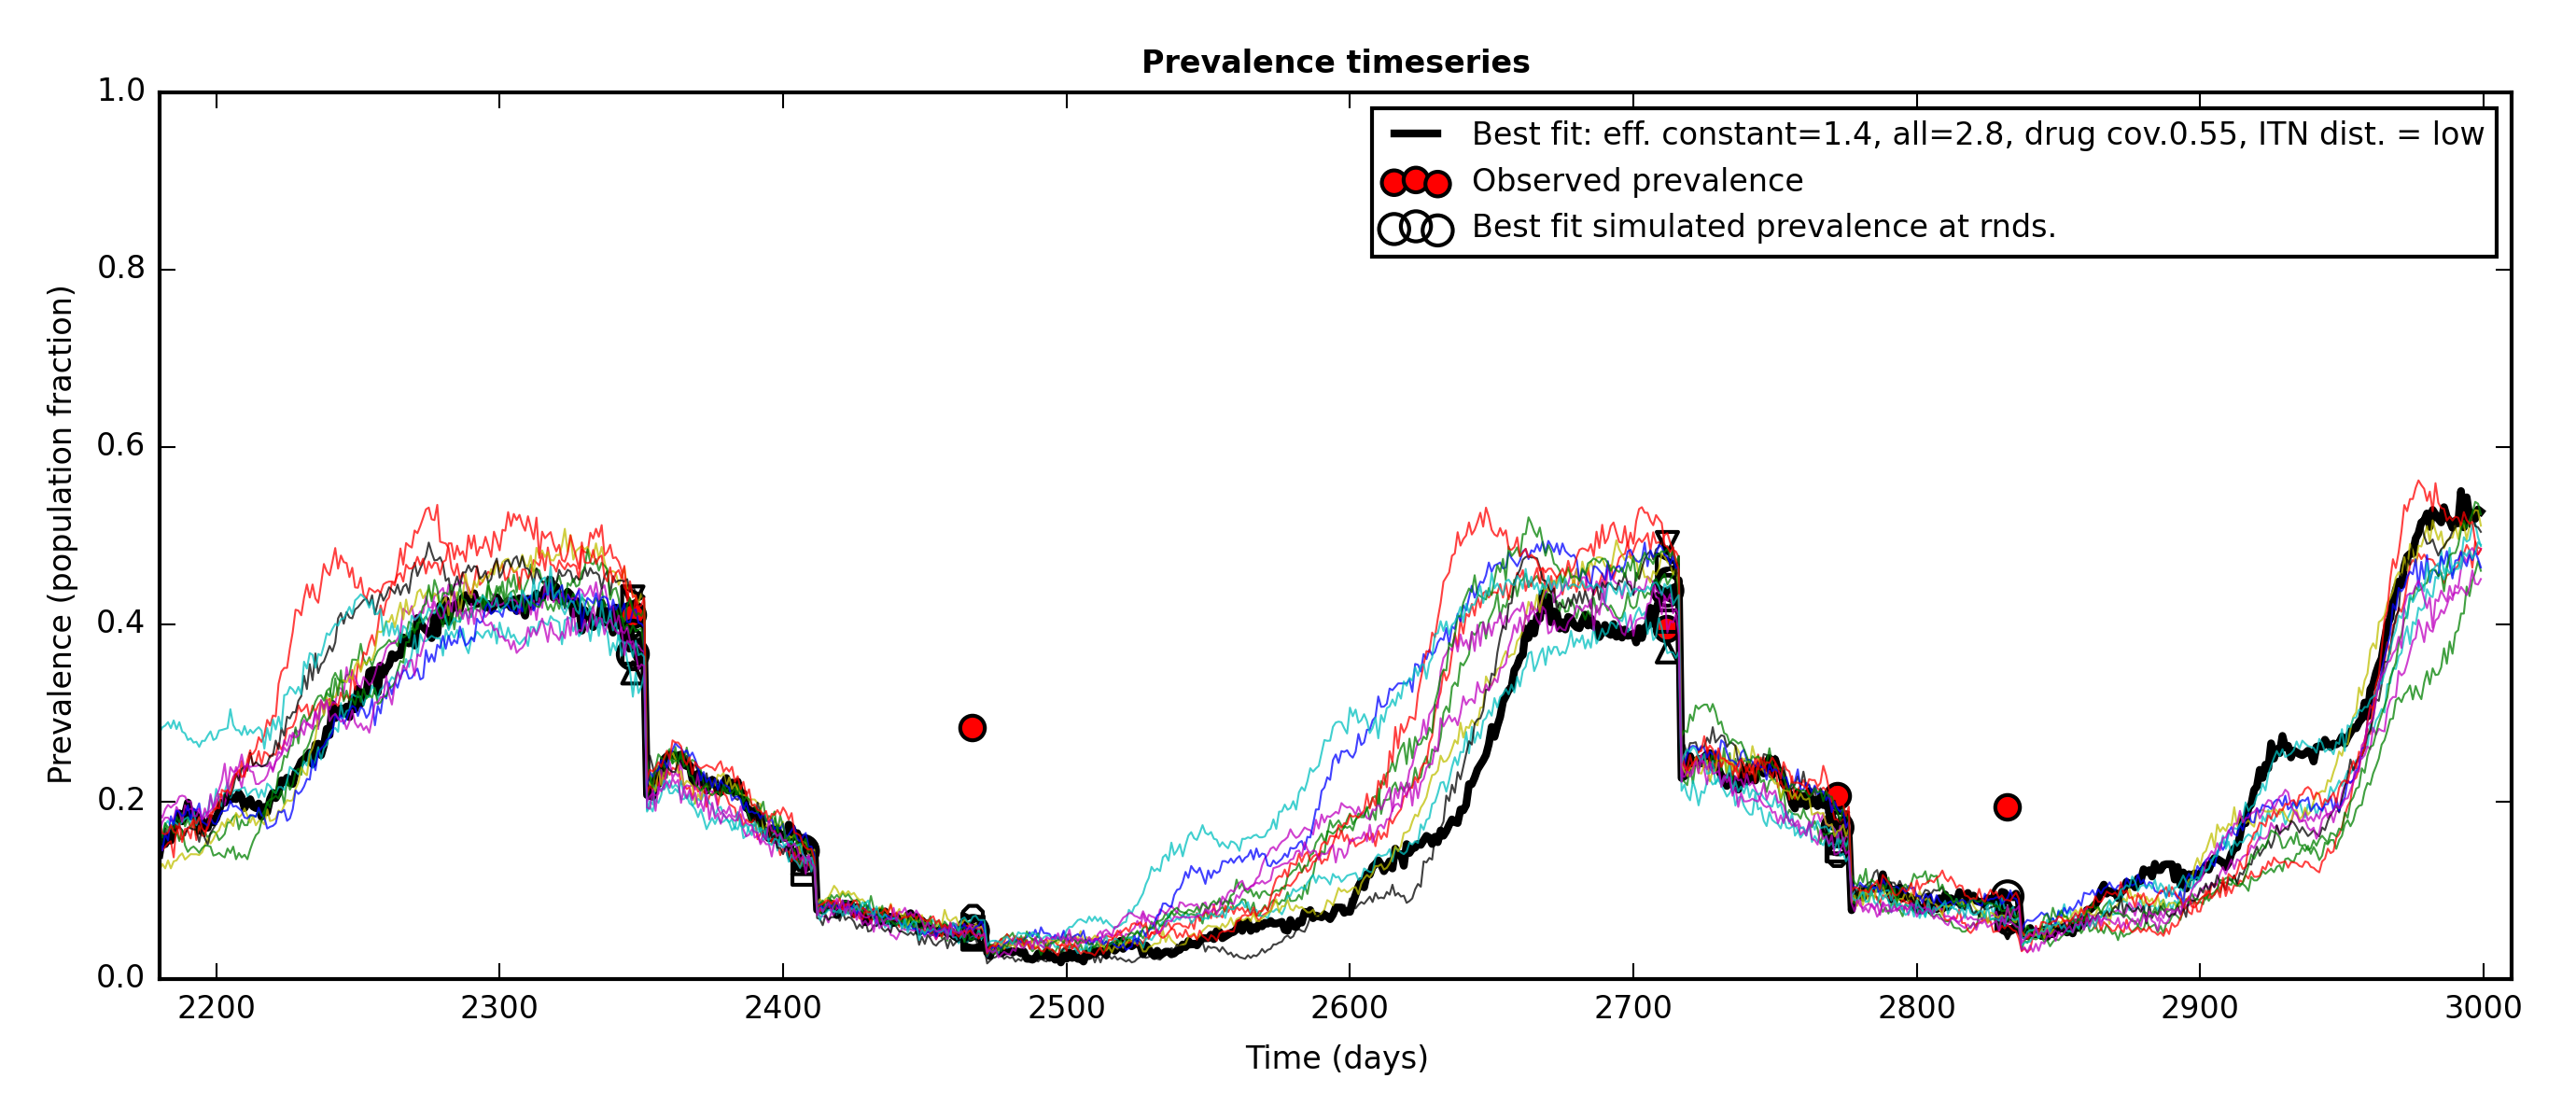 Prevalence timeseries
Best fit: eff. constant=1.4, all=2.8, drug cov.0.55, ITN dist. = low
Observed prevalence
Best fit simulated prevalence at rnds.
Prevalence (population fraction)
1.0
0.8
0.6
0.4
0.2
0.0
2200 2300 2400 2500 2600 2700 2800 2900 3000
Time (days)